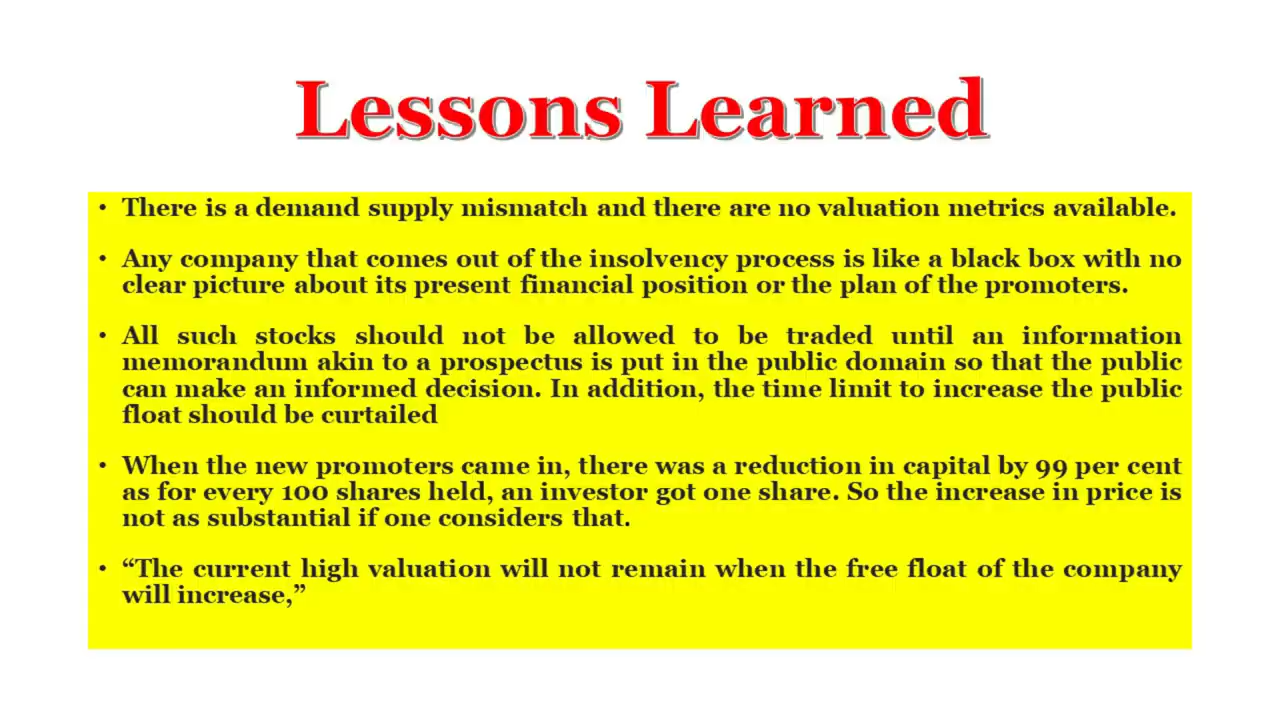 Lessons Learned
• There is a demand supply mismatch and there are no valuation metrics available.
• Any company that comes out of the insolvency process is like a black box with no
clear picture about its present financial position or the plan of the promoters.
• All such stocks should not be allowed to be traded until an information
memorandum akin to a prospectus is put in the public domain so that the public
can make an informed decision. In addition, the time limit to increase the public
float should be curtailed
• When the new promoters came in, there was a reduction in capital by 99 per cent
as for every 100 shares held, an investor got one share. So the increase in price is
not as substantial if one considers that.
• “The current high valuation will not remain when the free float of the company
will increase,”